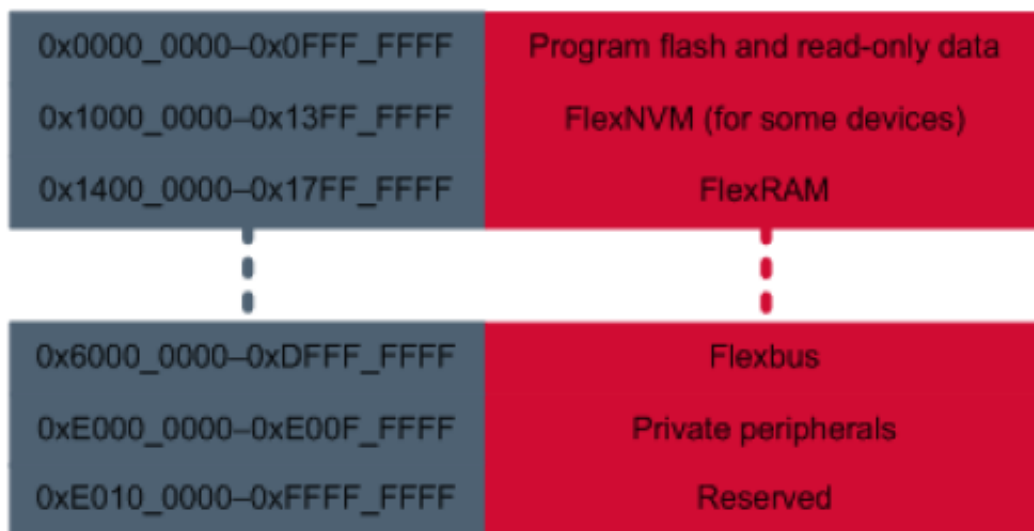 0x0000_0000–0x0FFF_FFFF Program flash and read-only data
0x1000_0000–0x13FF_FFFF FlexNVM (for some devices)
0x1400_0000–0x17FF_FFFF FlexRAM
0x6000_0000–0xDFFF_FFFF Flexbus
0xE000_0000–0xE00F_FFFF Private peripherals
0xE010_0000–0xFFFF_FFFF Reserved